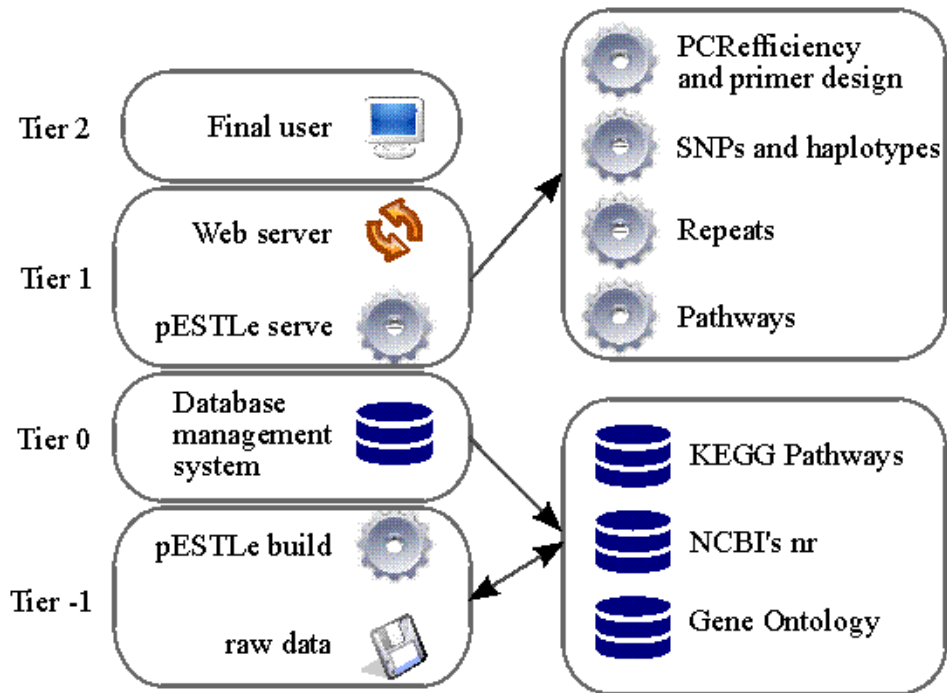 Tier 2
Final user
Tier 1
Web server
pESTLe serve
Tier 0
Database
management
system
Tier -1
pESTLe build
raw data
PCRefficiency
and primer design
SNPs and haplotypes
Repeats
Pathways
KEGG Pathways
NCBI's nr
Gene Ontology